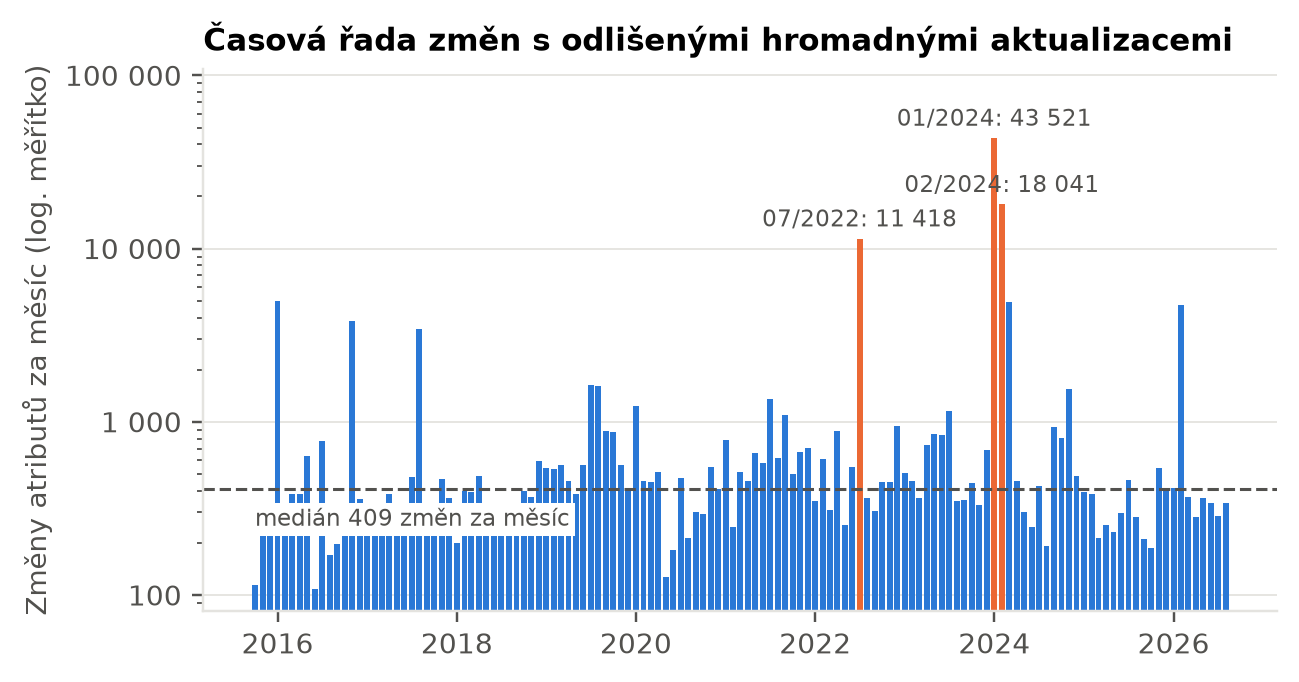 Časová řada změn s odlišenými hromadnými aktualizacemi
Změny atributů za měsíc (log. měřítko)
100 000
10 000
1 000
100
01/2024: 43 521
02/2024: 18 041
07/2022: 11 418
medián 409 změn za měsíc
2016
2018
2020
2022
2024
2026